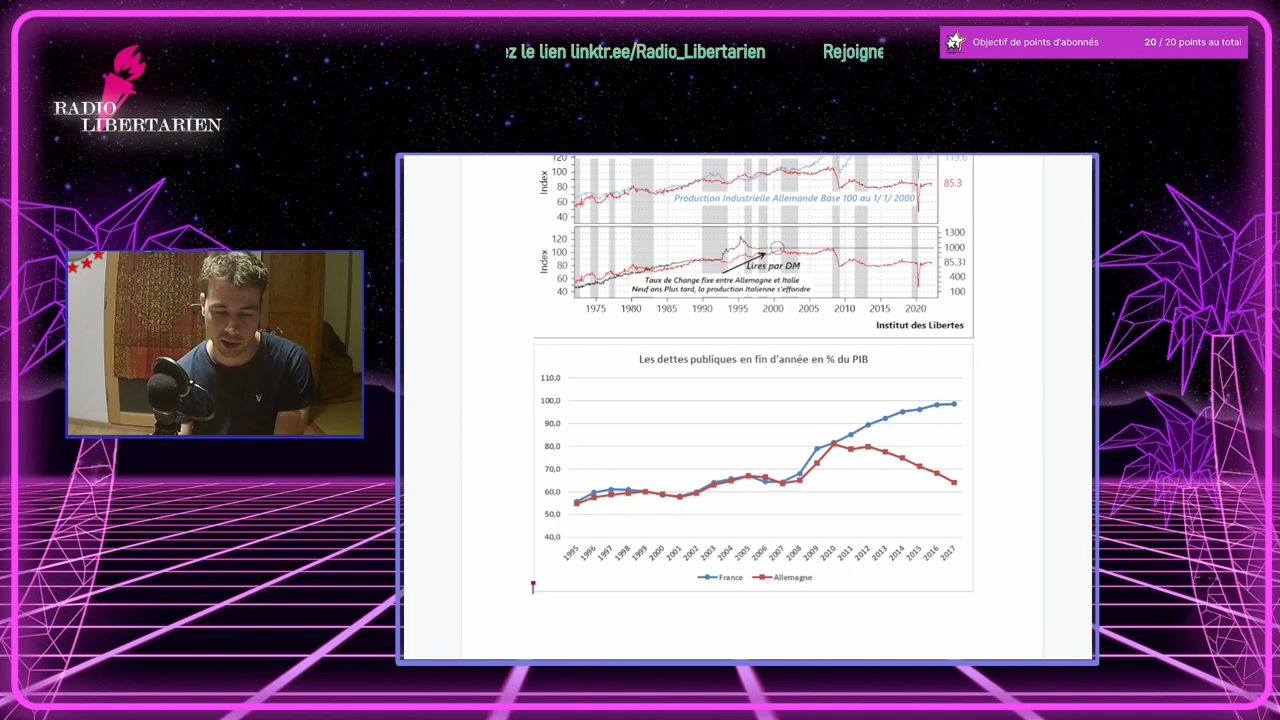 z le lien linktr.ee/Radio_Libertarien
Rejoigne
Objectif de points d'abonnés
20 / 20 points au total
RADIO
LIBERTARIEN
Index
120
100
80
60
40
119.6
85.3
Production Industrielle Allemande Base 100 au 1/1/2000
Index
120
100
80
60
40
1300
1000
85.33
400
100
Lires par DM
Taux de Change fixe entre Allemagne et Italie
Neuf ans Plus tard, la production Italienne s'effondre
1975 1980 1985 1990 1995 2000 2005 2010 2015 2020
Institut des Libertes
Les dettes publiques en fin d'année en % du PIB
110,0
100,0
90,0
80,0
70,0
60,0
50,0
40,0
1995 1996 1997 1998 1999 2000 2001 2002 2003 2004 2005 2006 2007 2008 2009 2010 2011 2012 2013 2014 2015 2016 2017
France Allemagne